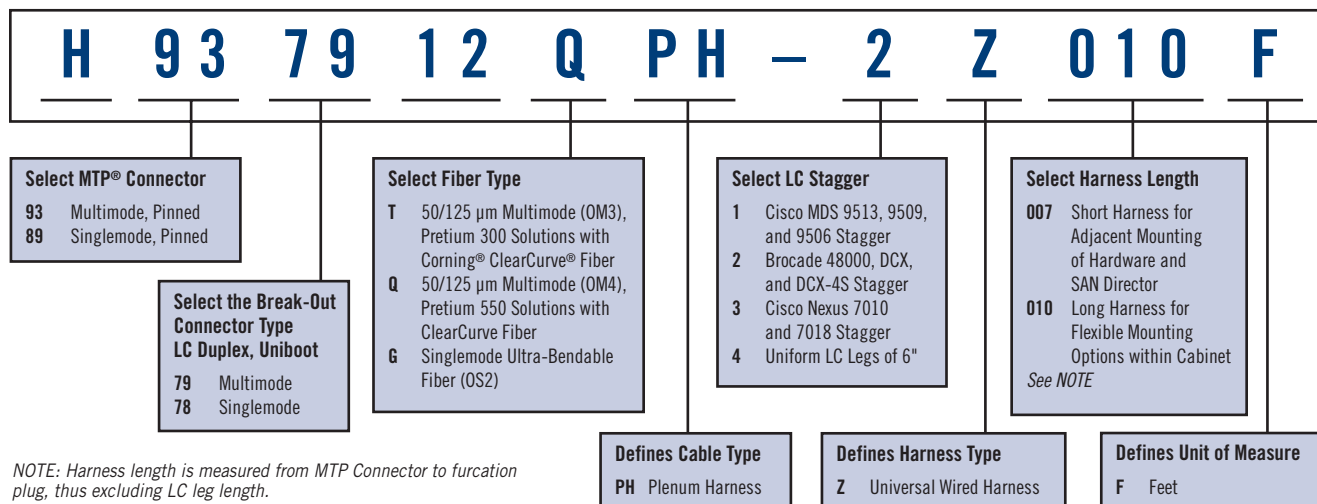 H 93 79 12 Q PH – 2 Z 010 F
Select MTP® Connector
93 Multimode, Pinned
89 Singlemode, Pinned
Select the Break-Out
Connector Type
LC Duplex, Uniboot
79 Multimode
78 Singlemode
Select Fiber Type
T 50/125 µm Multimode (OM3),
Pretium 300 Solutions with
Corning® ClearCurve® Fiber
Q 50/125 µm Multimode (OM4),
Pretium 550 Solutions with
ClearCurve Fiber
G Singlemode Ultra-Bendable
Fiber (OS2)
Defines Cable Type
PH Plenum Harness
Select LC Stagger
1 Cisco MDS 9513, 9509,
and 9506 Stagger
2 Brocade 48000, DCX,
and DCX-4S Stagger
3 Cisco Nexus 7010
and 7018 Stagger
4 Uniform LC Legs of 6"
Defines Harness Type
Z Universal Wired Harness
Select Harness Length
007 Short Harness for
Adjacent Mounting
of Hardware and
SAN Director
010 Long Harness for
Flexible Mounting
Options within Cabinet
See NOTE
Defines Unit of Measure
F Feet
NOTE: Harness length is measured from MTP Connector to furcation
plug, thus excluding LC leg length.